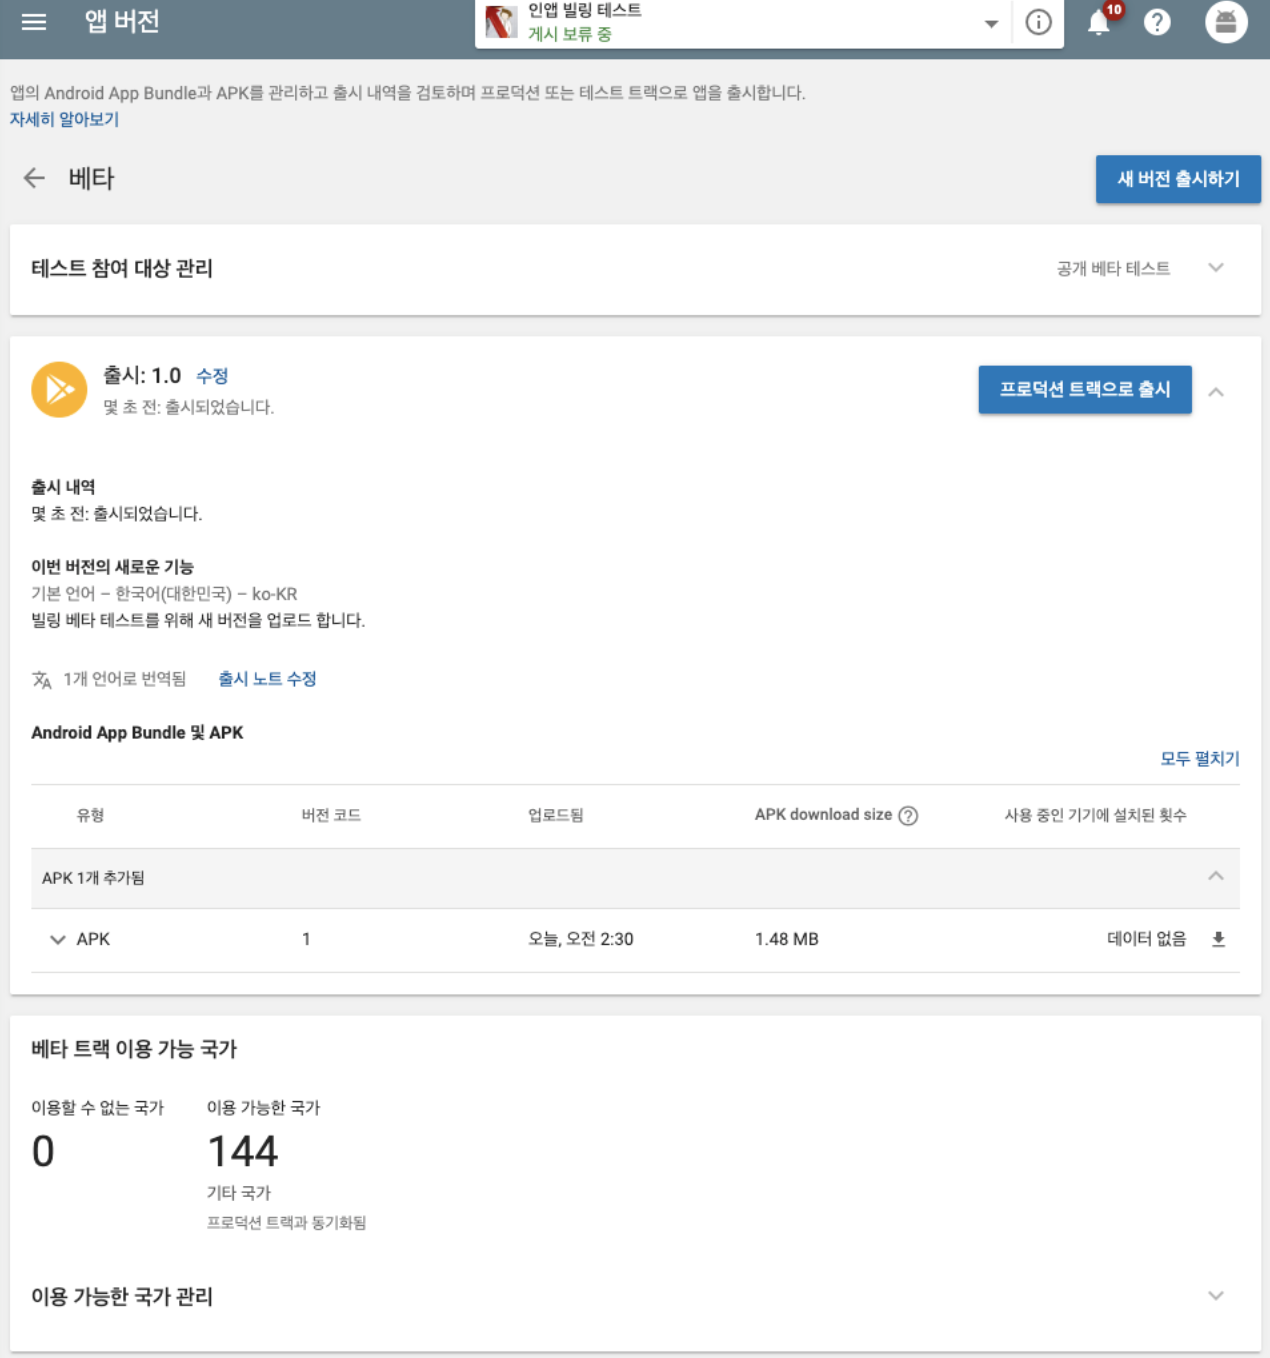 앱 버전
인앱 빌링 테스트
게시 보류 중
10
앱의 Android App Bundle과 APK를 관리하고 출시 내역을 검토하며 프로덕션 또는 테스트 트랙으로 앱을 출시합니다.
자세히 알아보기
베타
새 버전 출시하기
테스트 참여 대상 관리
공개 베타 테스트
출시: 1.0 수정
몇 초 전: 출시되었습니다.
프로덕션 트랙으로 출시
출시 내역
몇 초 전: 출시되었습니다.
이번 버전의 새로운 기능
기본 언어 – 한국어(대한민국) – ko-KR
빌링 베타 테스트를 위해 새 버전을 업로드 합니다.
1개 언어로 번역됨 출시 노트 수정
Android App Bundle 및 APK
모두 펼치기
유형 버전 코드 업로드됨 APK download size 사용 중인 기기에 설치된 횟수
APK 1개 추가됨
APK 1 오늘, 오전 2:30 1.48 MB 데이터 없음
베타 트랙 이용 가능 국가
이용할 수 없는 국가 이용 가능한 국가
0 144
기타 국가
프로덕션 트랙과 동기화됨
이용 가능한 국가 관리